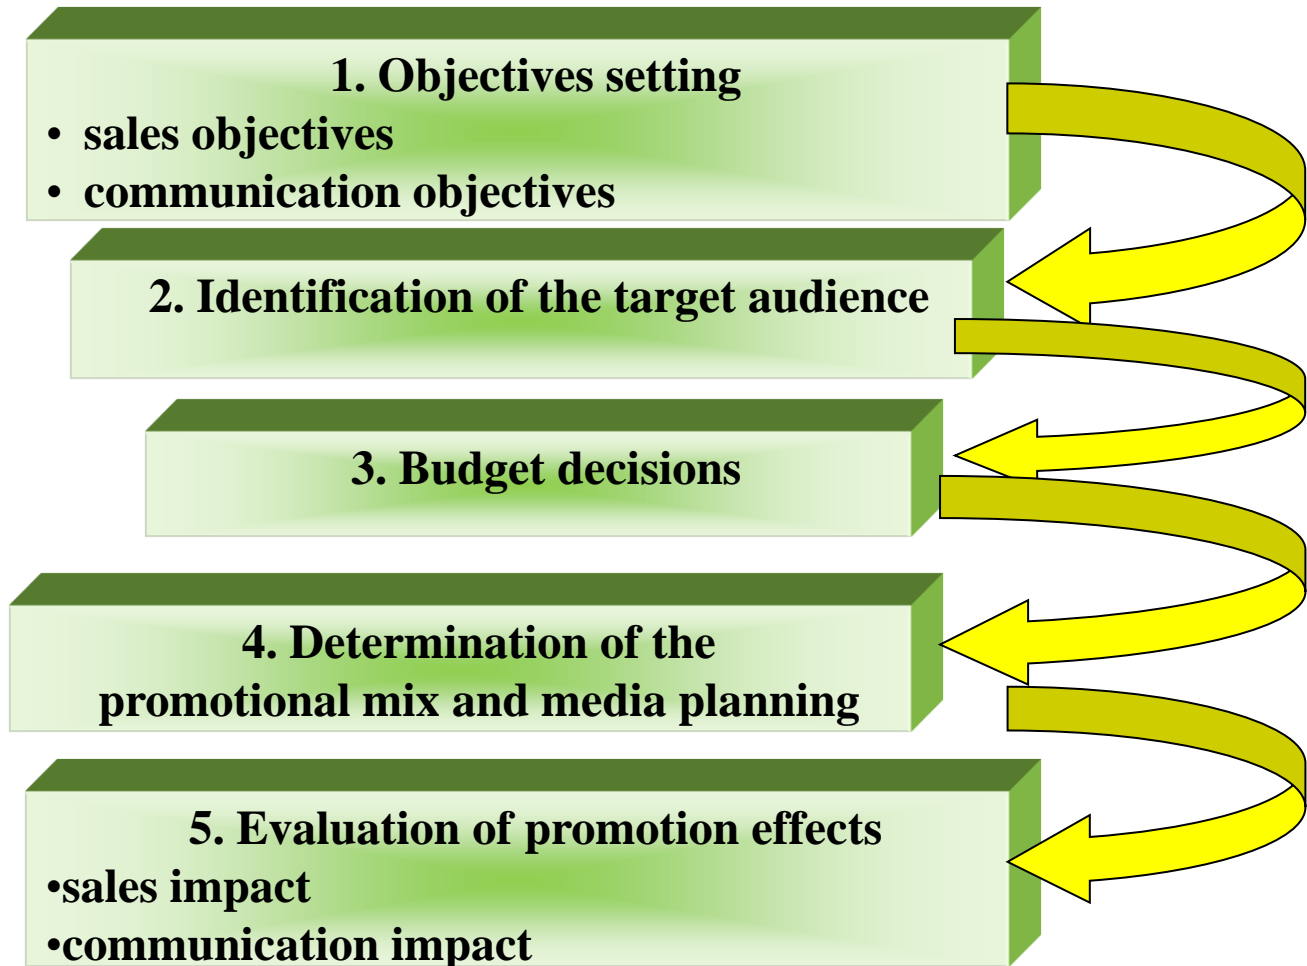 1. Objectives setting
• sales objectives
• communication objectives
2. Identification of the target audience
3. Budget decisions
4. Determination of the
promotional mix and media planning
5. Evaluation of promotion effects
•sales impact
•communication impact